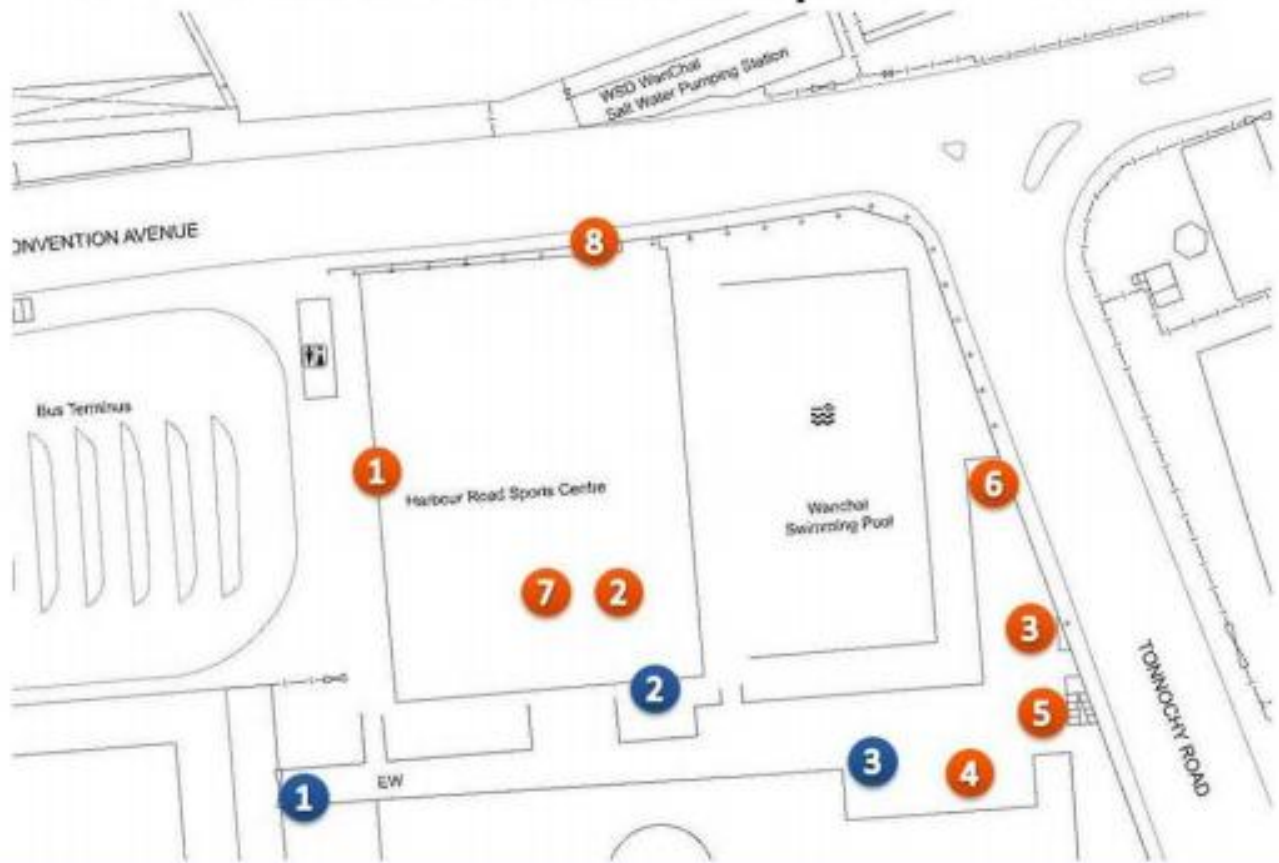 WSD WanChai
Salt Water Pumping Station
ONVENTION AVENUE
8
Bus Terminus
1
Harbour Road Sports Centre
6
Wanchai
Swimming Pool
7
2
3
2
TONNOCHY ROAD
5
3
4
EW
1